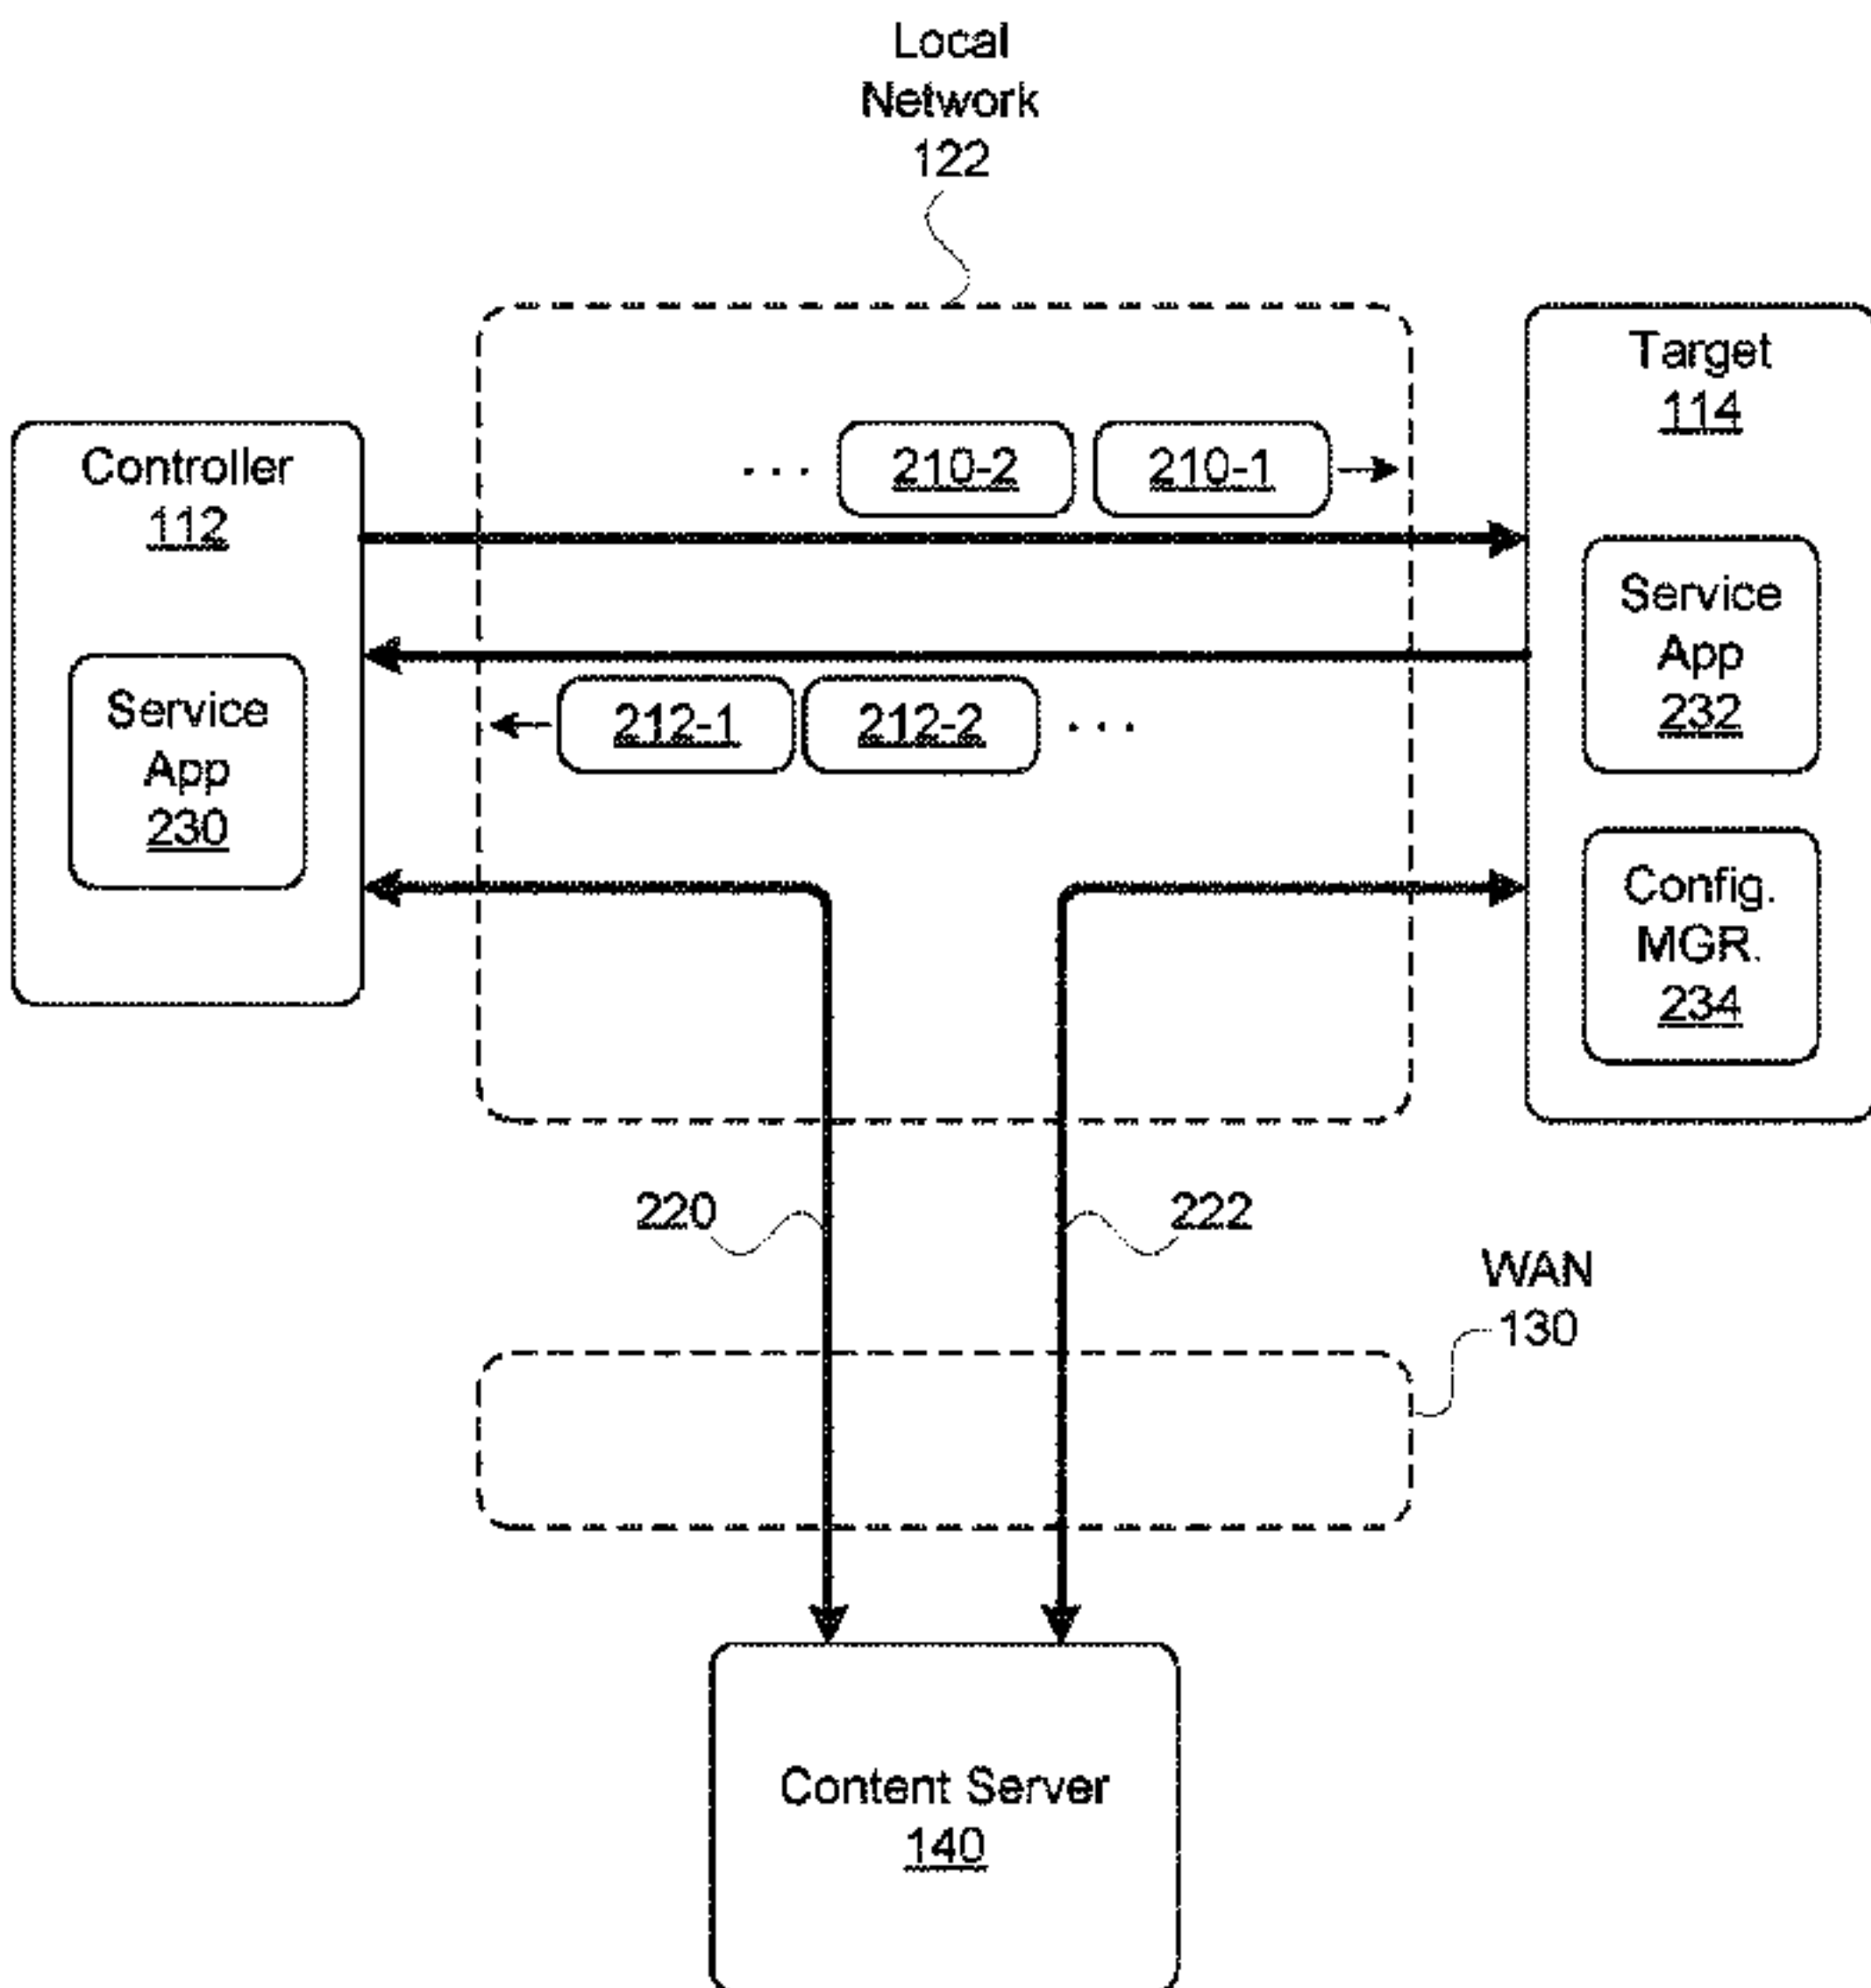 Local
Network
122
Target
114
Controller
112
... 210-2 210-1
Service
App
232
Service
App
230
212-1 212-2 ...
Config.
MGR.
234
220
222
WAN
130
Content Server
140